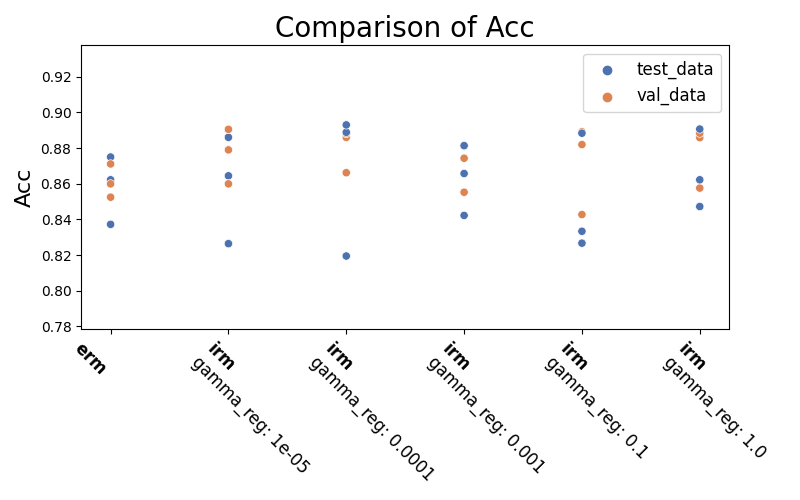 Comparison of Acc
test_data
val_data
Acc
0.92
0.90
0.88
0.86
0.84
0.82
0.80
0.78
erm
irm
gamma_reg: 1e-05
irm
gamma_reg: 0.0001
irm
gamma_reg: 0.001
irm
gamma_reg: 0.1
irm
gamma_reg: 1.0